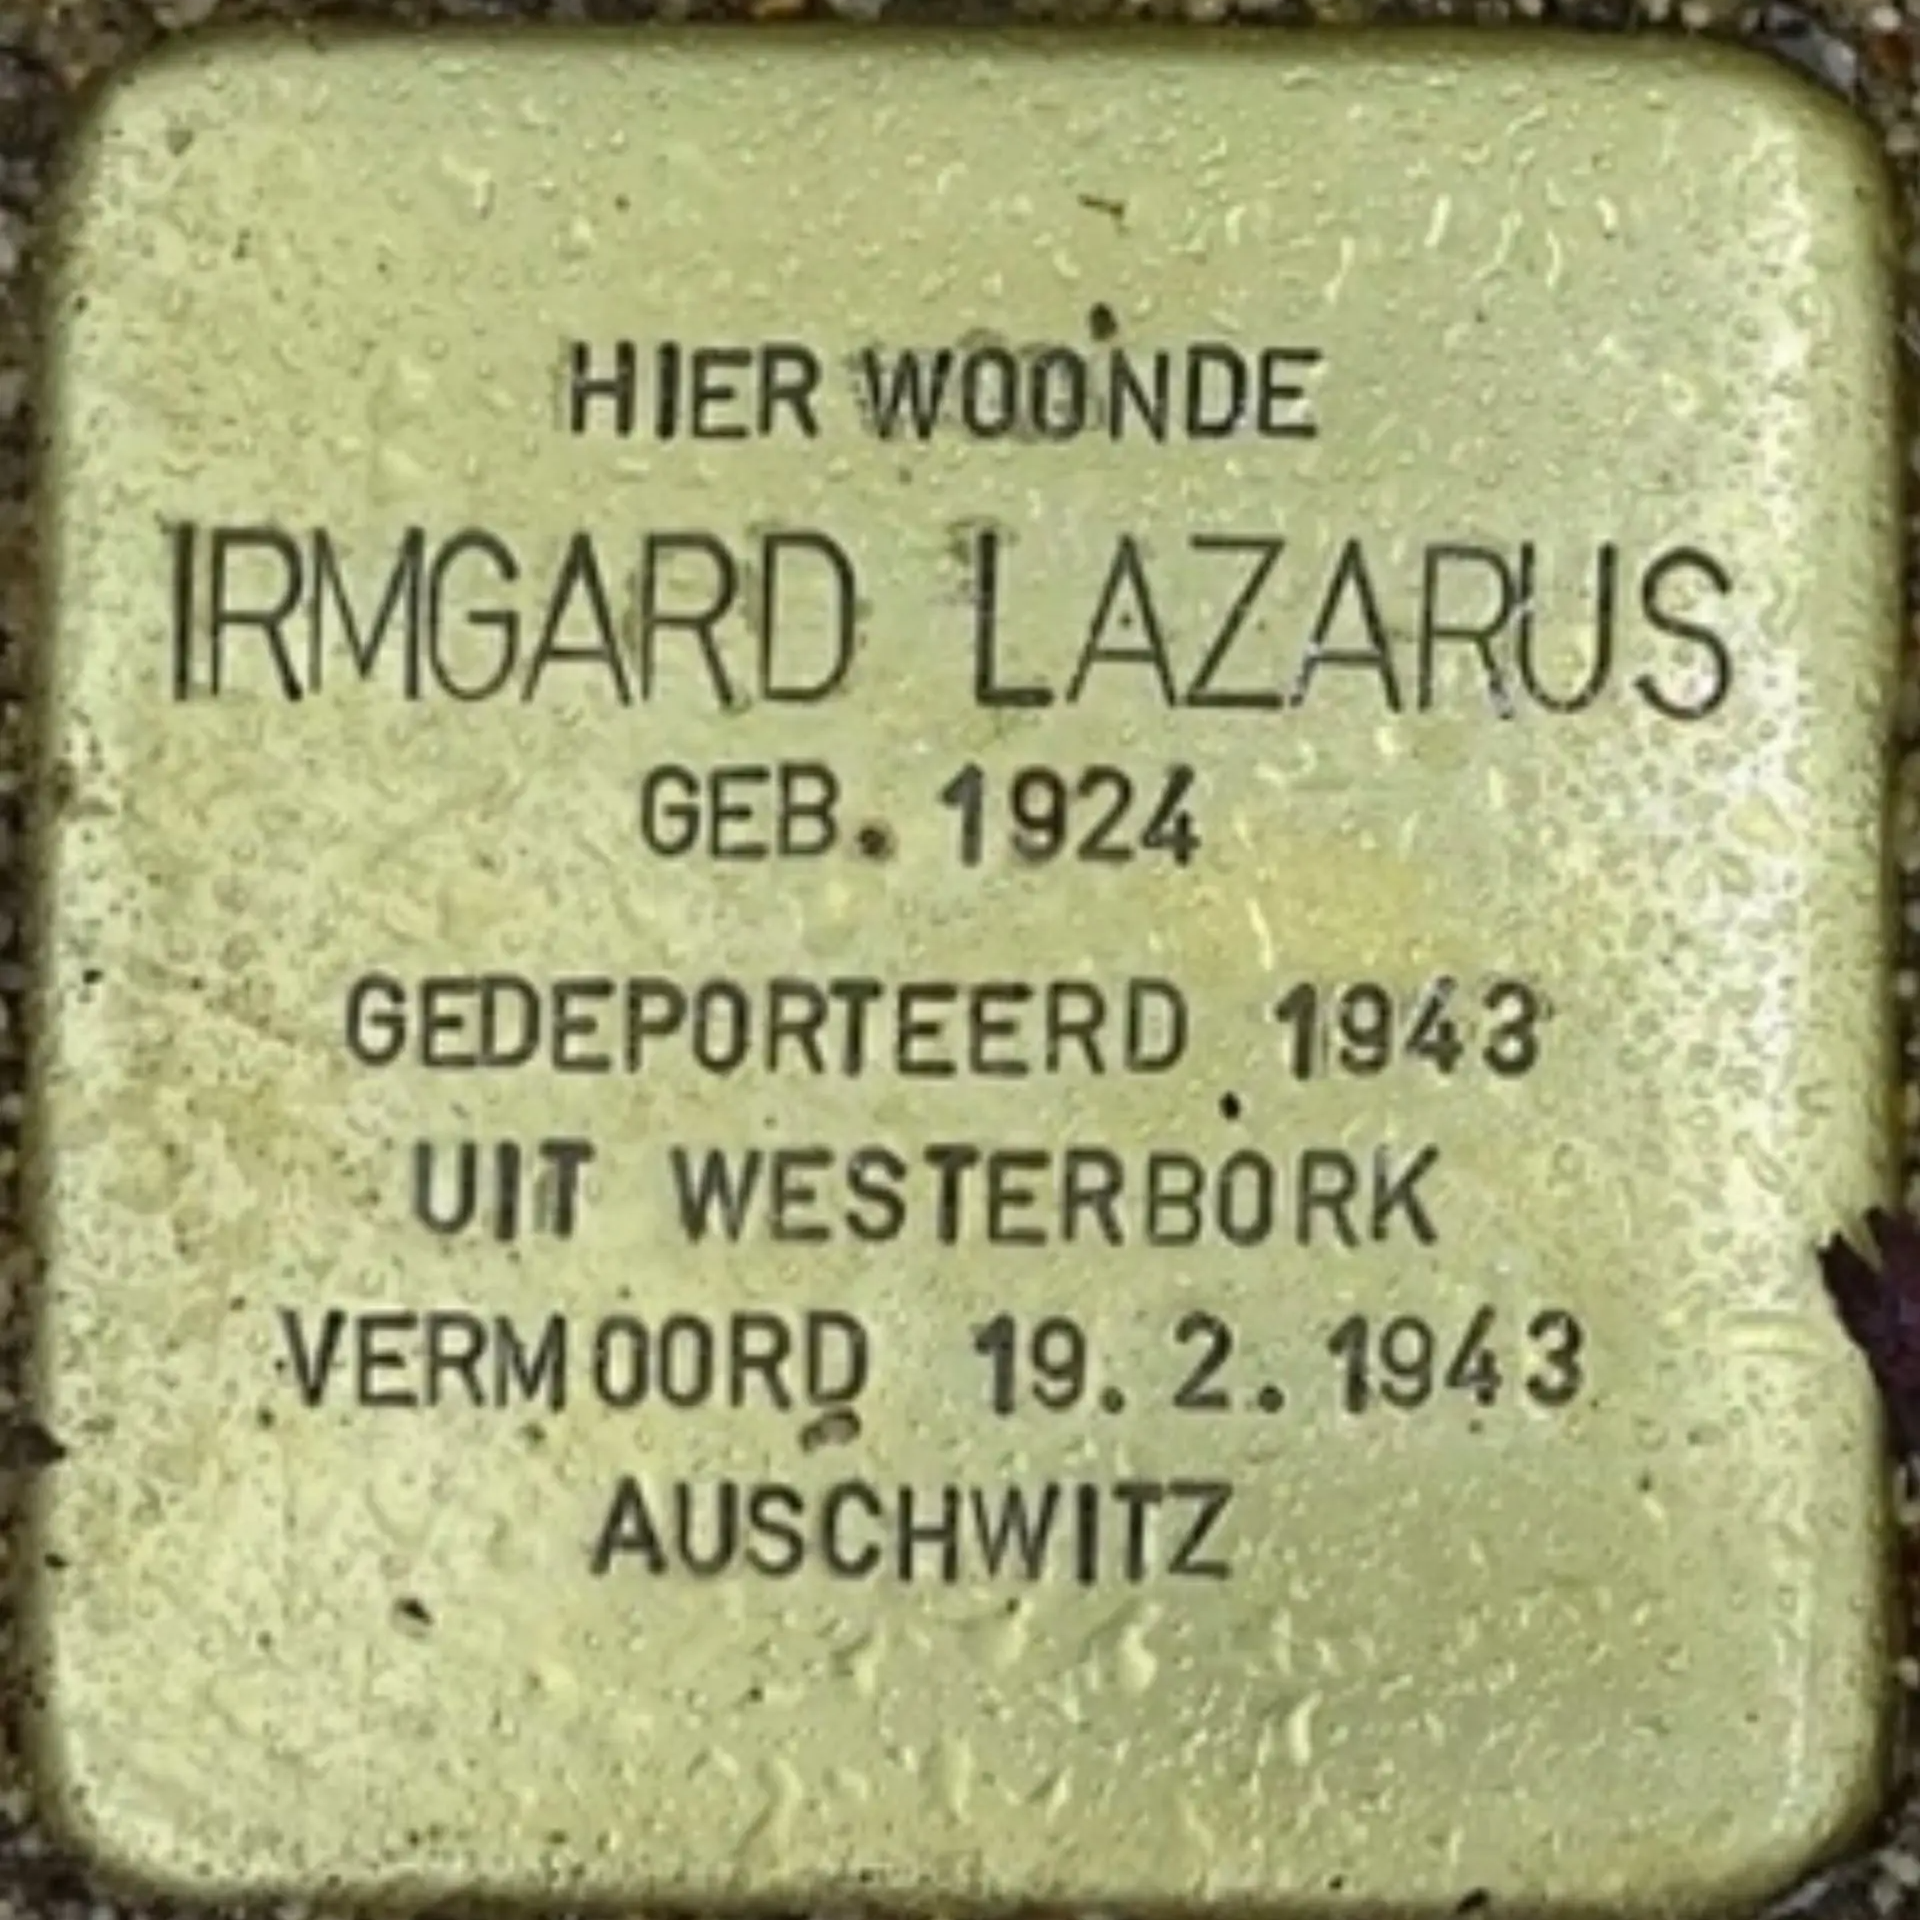 HIER WOONDE
IRMGARD LAZARUS
GEB. 1924
GEDEPORTEERD 1943
UIT WESTERBORK
VERMOORD 19.2.1943
AUSCHWITZ